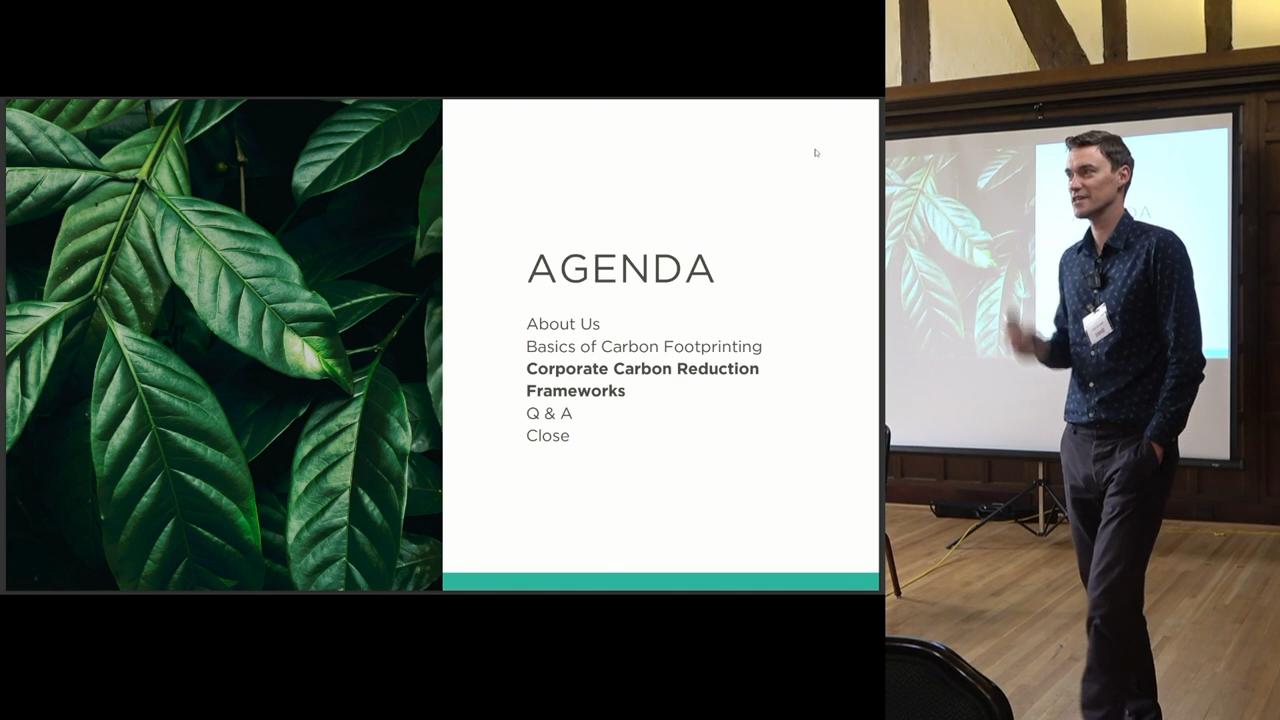 AGENDA
About Us
Basics of Carbon Footprinting
Corporate Carbon Reduction
Frameworks
Q & A
Close